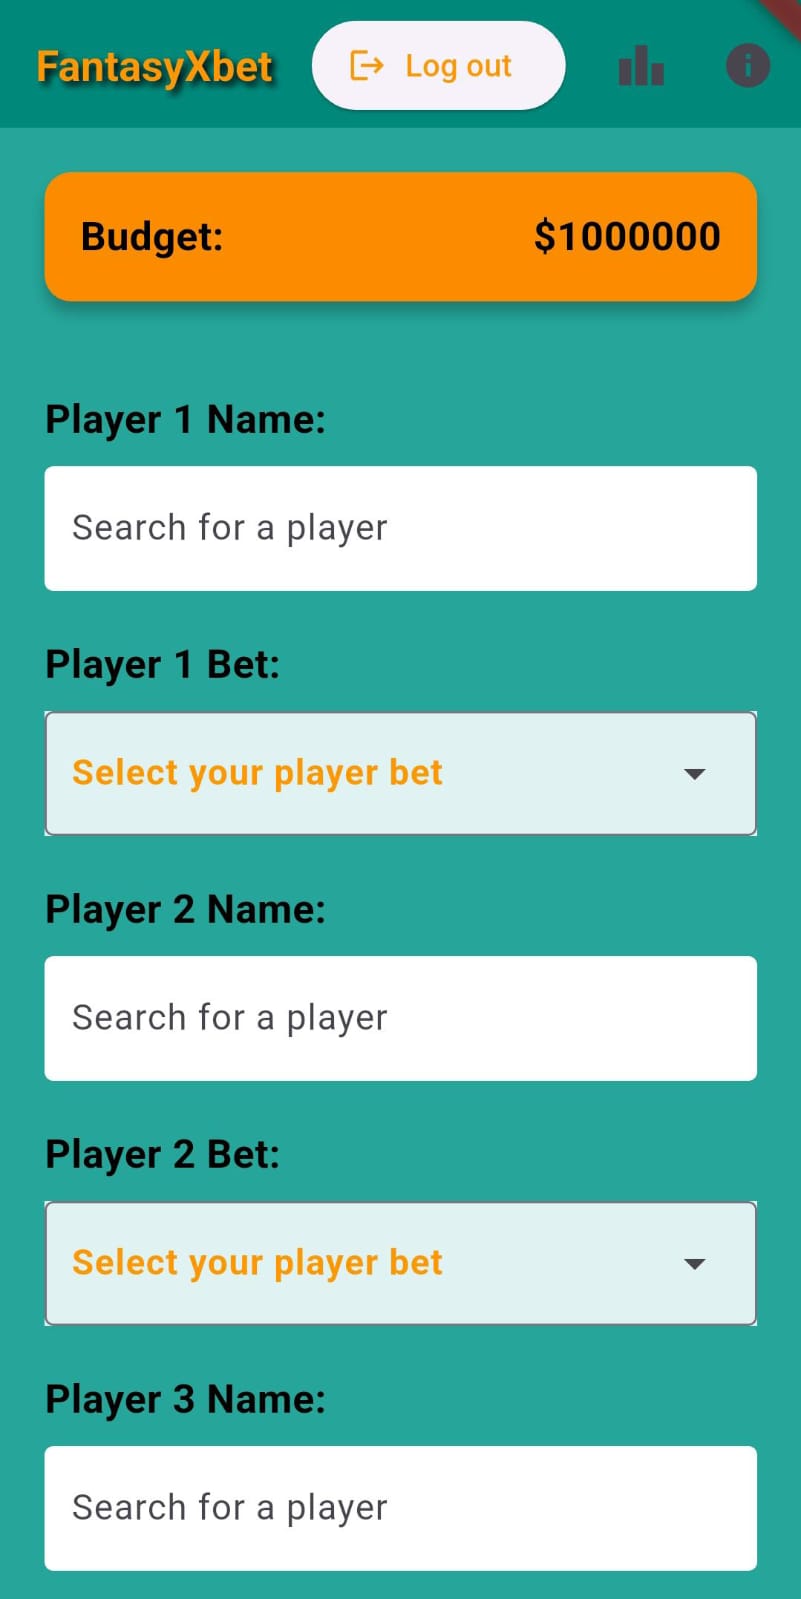 FantasyXbet
Log out
Budget: $1000000
Player 1 Name:
Search for a player
Player 1 Bet:
Select your player bet
Player 2 Name:
Search for a player
Player 2 Bet:
Select your player bet
Player 3 Name:
Search for a player